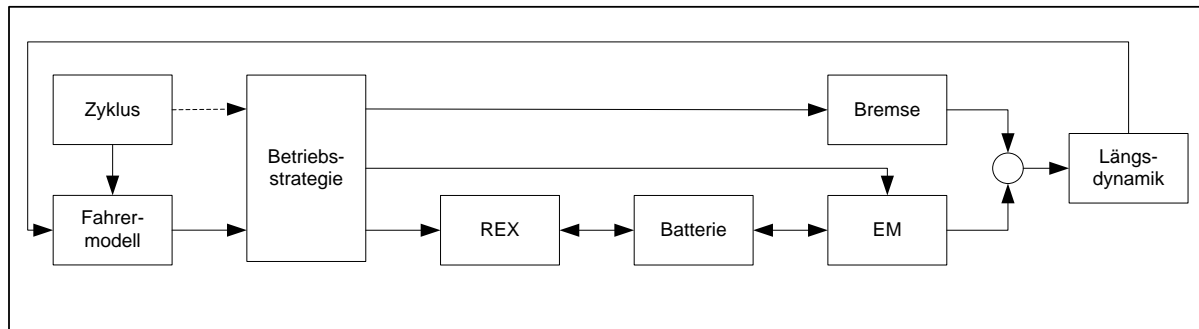 Zyklus
Bremse
Betriebs-
strategie
Längs-
dynamik
Fahrer-
modell
REX
Batterie
EM